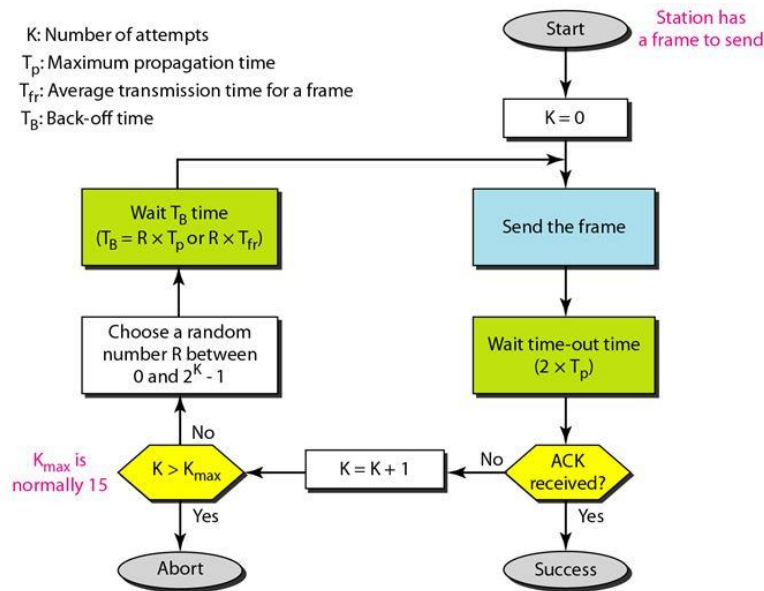 K: Number of attempts
Tp: Maximum propagation time
Tfr: Average transmission time for a frame
TB: Back-off time
Start
Station has
a frame to send
K = 0
Wait TB time
(TB = R × Tp or R × Tfr)
Send the frame
Choose a random
number R between
0 and 2^K - 1
Wait time-out time
(2 × Tp)
No
Kmax is
normally 15
K > Kmax
K = K + 1
No
ACK
received?
Yes
Yes
Abort
Success